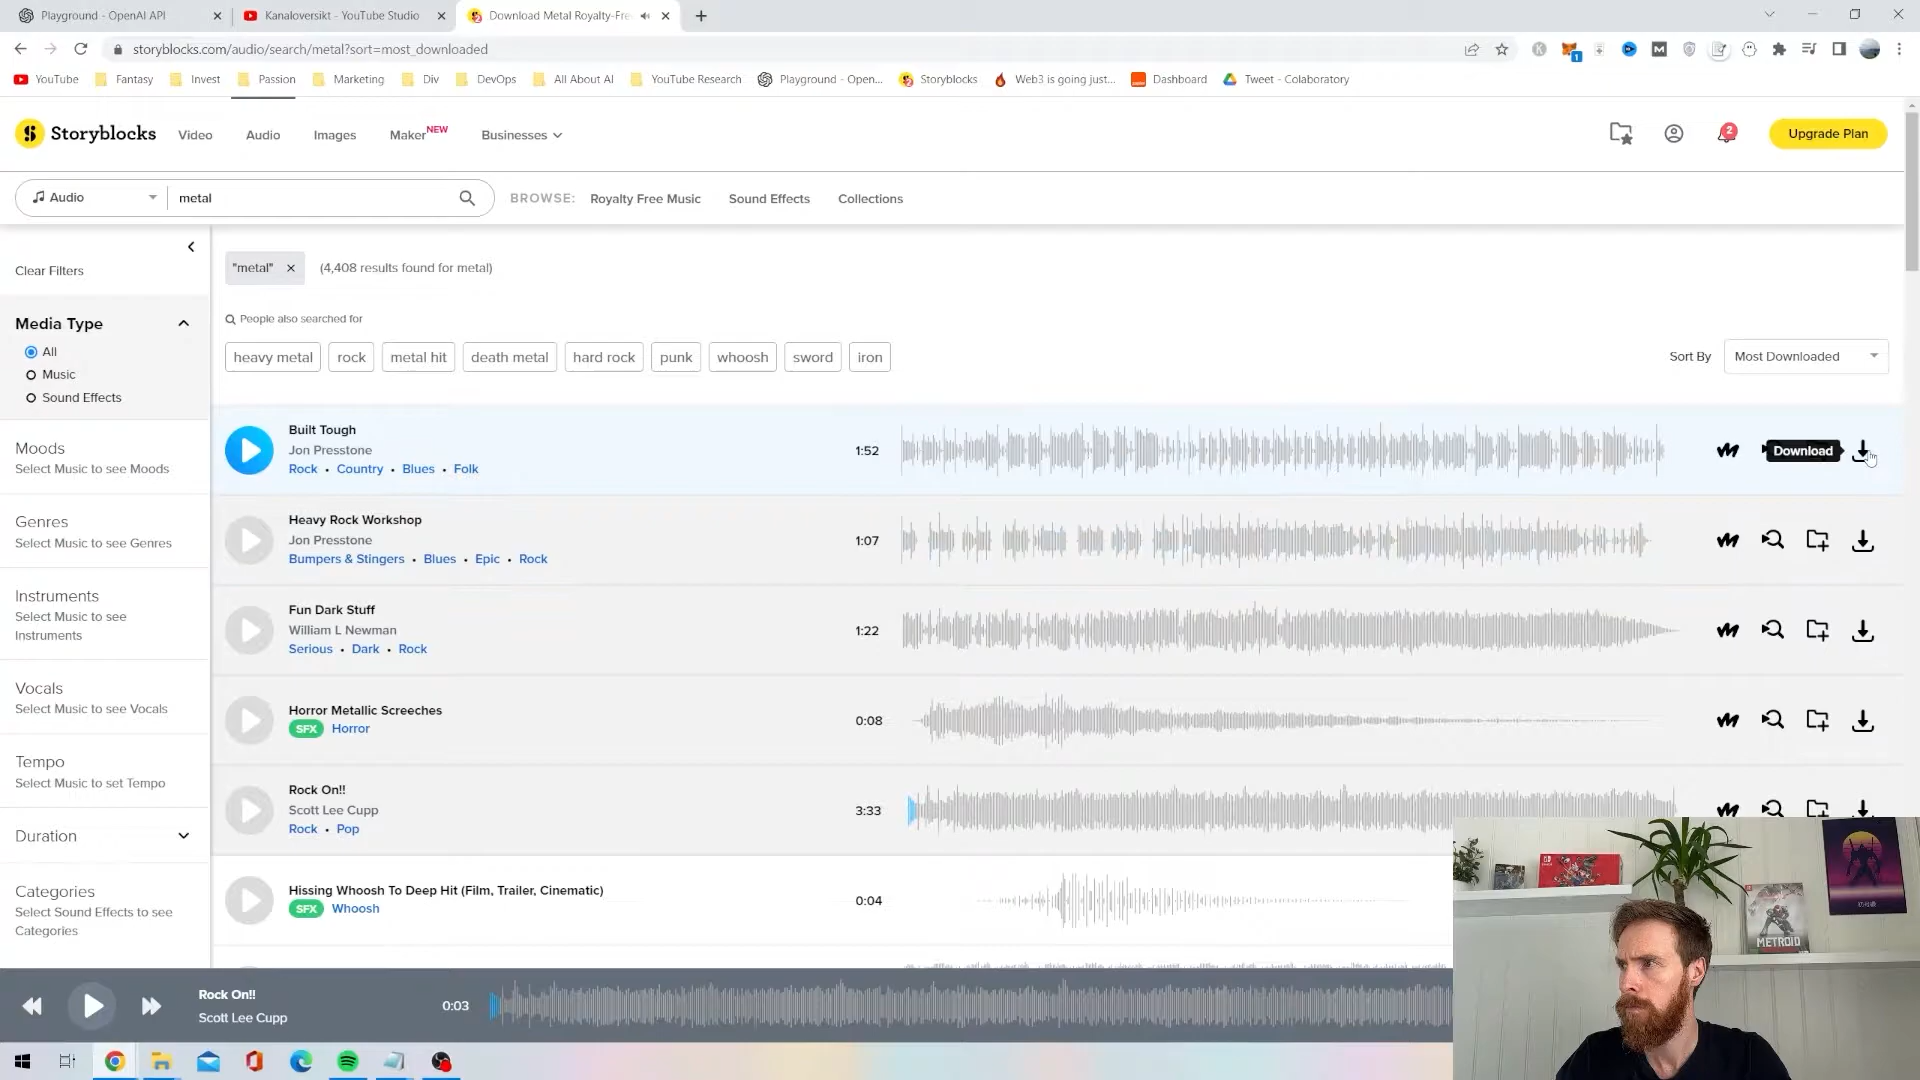 Playground - OpenAI API
Kanaloversikt - YouTube Studio
Download Metal Royalty-Fre
storyblocks.com/audio/search/metal?sort=most_downloaded
YouTube Fantasy Invest Passion Marketing Div DevOps All About AI YouTube Research Playground - Open... Storyblocks Web3 is going just... Dashboard Tweet - Colaboratory
Storyblocks Video Audio Images Maker NEW Businesses 2 Upgrade Plan
Audio metal BROWSE: Royalty Free Music Sound Effects Collections
Clear Filters
Media Type
All
Music
Sound Effects
Moods
Select Music to see Moods
Genres
Select Music to see Genres
Instruments
Select Music to see
Instruments
Vocals
Select Music to see Vocals
Tempo
Select Music to set Tempo
Duration
Categories
Select Sound Effects to see
Categories
"metal" (4,408 results found for metal)
People also searched for
heavy metal rock metal hit death metal hard rock punk whoosh sword iron
Sort By Most Downloaded
Built Tough
Jon Presstone
Rock • Country • Blues • Folk
1:52
Download
Heavy Rock Workshop
Jon Presstone
Bumpers & Stingers • Blues • Epic • Rock
1:07
Fun Dark Stuff
William L Newman
Serious • Dark • Rock
1:22
Horror Metallic Screeches
SFX Horror
0:08
Rock On!!
Scott Lee Cupp
Rock • Pop
3:33
Hissing Whoosh To Deep Hit (Film, Trailer, Cinematic)
SFX Whoosh
0:04
Rock On!!
Scott Lee Cupp
0:03
METROID